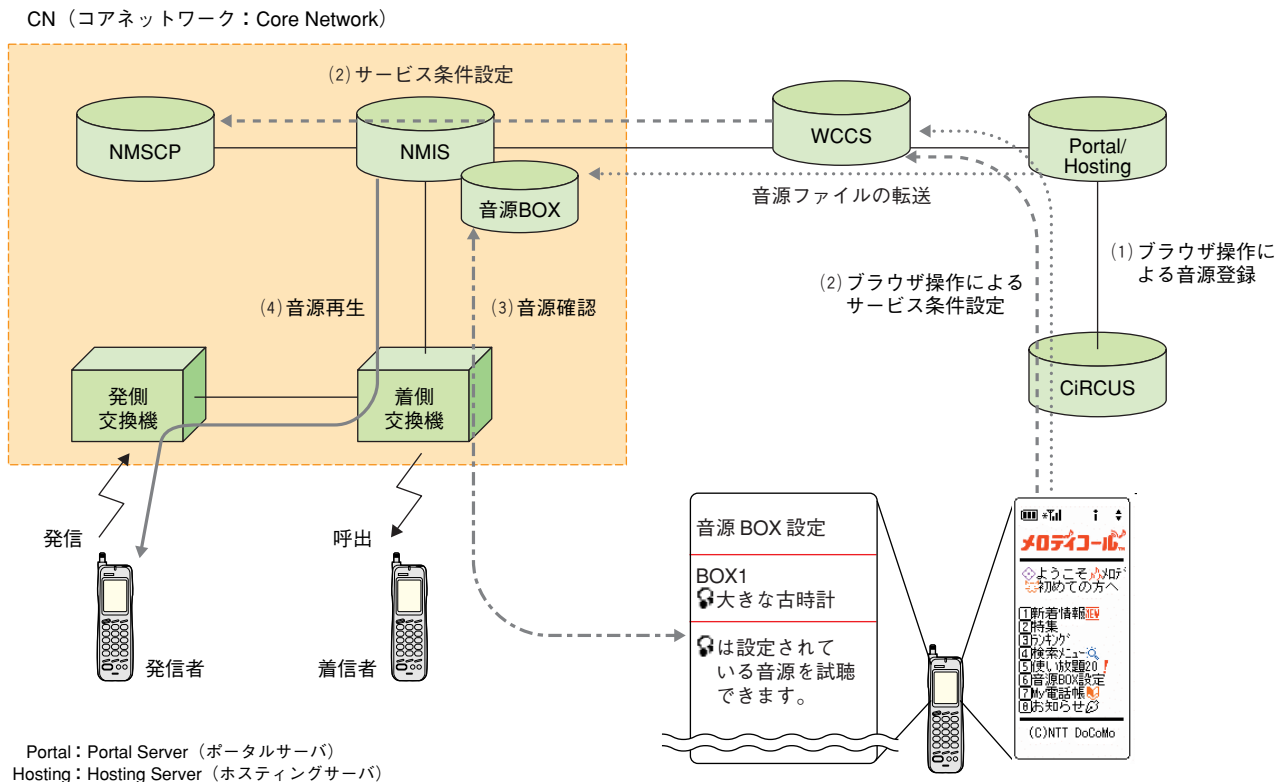 CN（コアネットワーク：Core Network）
(2)サービス条件設定
NMSCP
NMIS
音源BOX
WCCS
Portal/
Hosting
音源ファイルの転送
(1)ブラウザ操作に
よる音源登録
(2)ブラウザ操作による
サービス条件設定
(4)音源再生
(3)音源確認
CiRCUS
発側
交換機
着側
交換機
発信
呼出
発信者
着信者
音源 BOX 設定
BOX1
大きな古時計
は設定されて
いる音源を試聴
できます。
メロディコール™
ようこそ メロデ
初めての方へ
1新着情報NEW
2特集
3ランキング
4検索メニュー
5使い放題20
6音源BOX設定
7My電話帳
8お知らせ
(C)NTT DoCoMo
Portal：Portal Server（ポータルサーバ）
Hosting：Hosting Server（ホスティングサーバ）